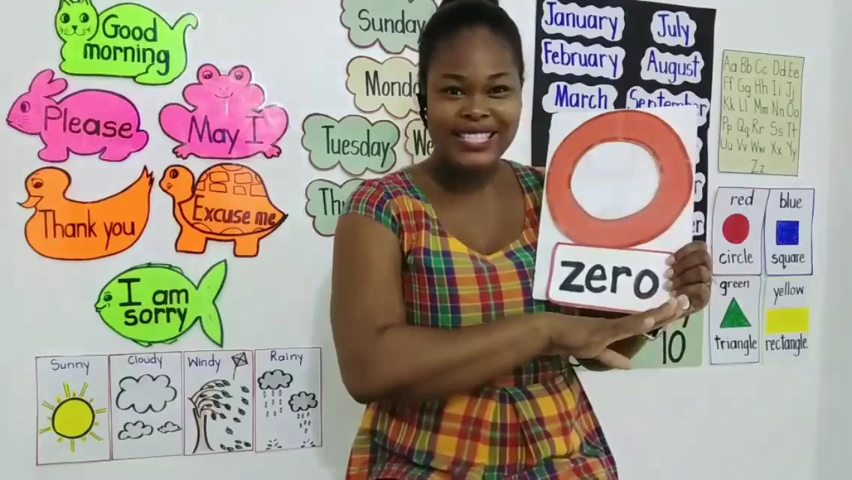 Good
morning
Please
May I
Thank you
Excuse me
I am
sorry
Sunny
Cloudy
Windy
Rainy
Sunday
Tuesday
January
February
March
July
August
zero
10
Aa Bb Cc Dd Ee
Ff Gg Hh Ii Jj
Kk Ll Mm Nn Oo
Pp Qq Rr Ss Tt
Uu Vv Ww Xx Yy
Zz
red
circle
blue
square
green
triangle
yellow
rectangle